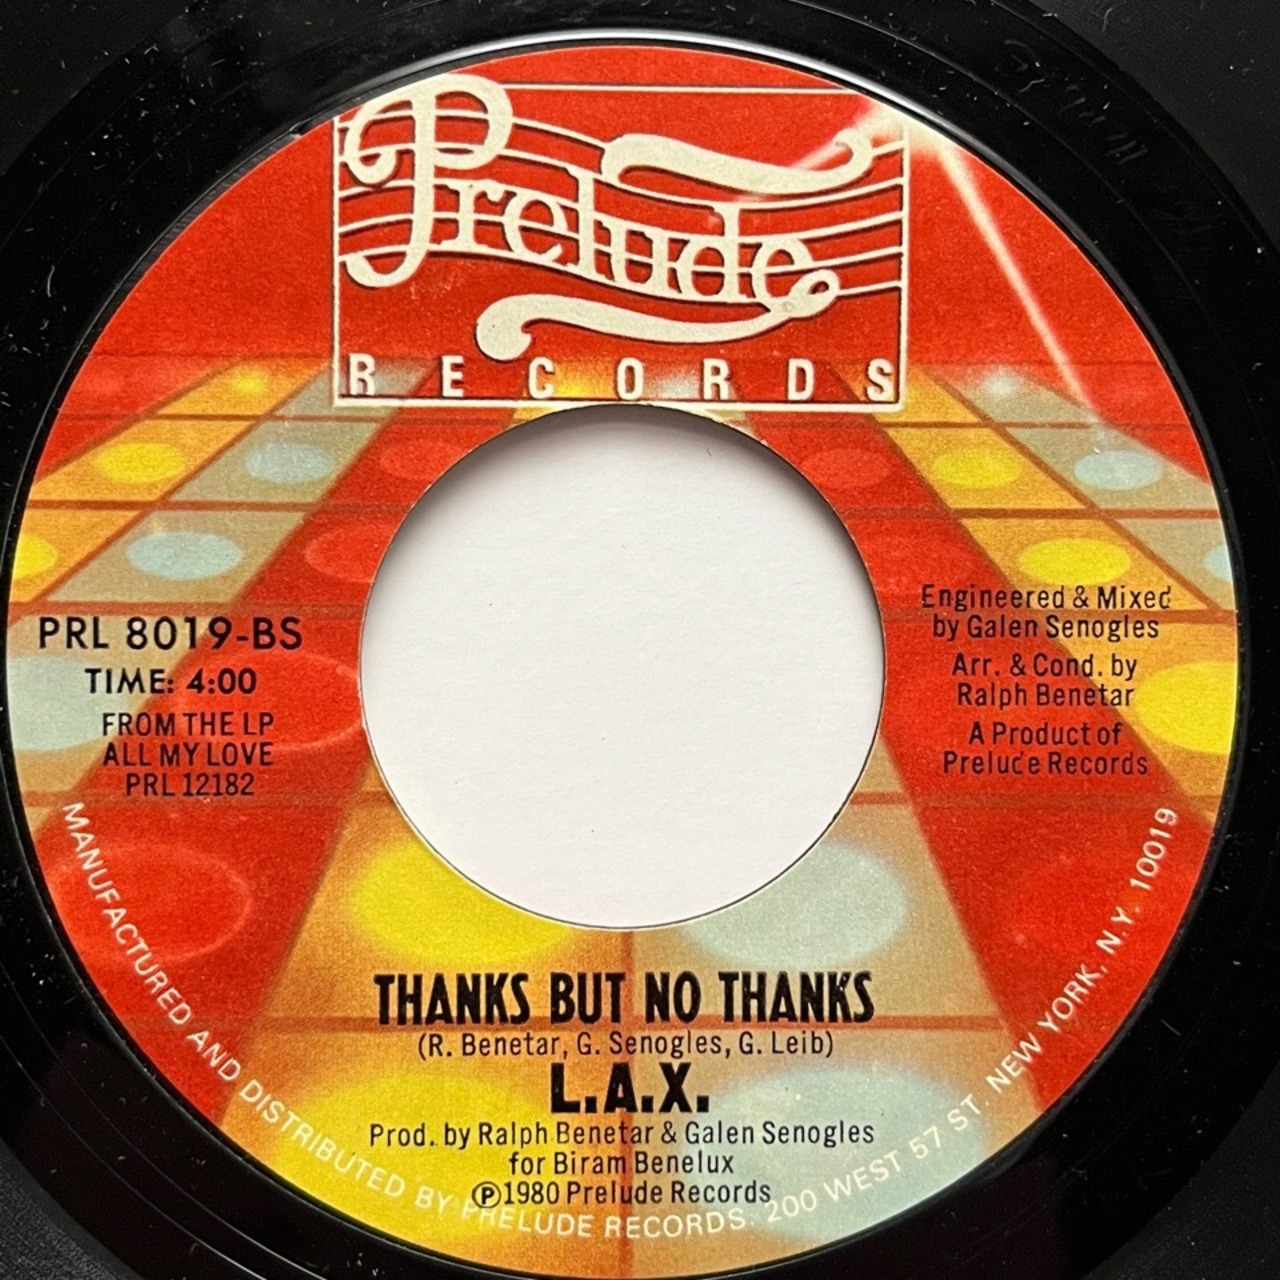 Prelude
RECORDS
PRL 8019-BS
TIME: 4:00
FROM THE LP
ALL MY LOVE
PRL 12182
Engineered & Mixed
by Galen Senogles
Arr. & Cond. by
Ralph Benetar
A Product of
Prelude Records
THANKS BUT NO THANKS
(R. Benetar, G. Senogles, G. Leib)
L.A.X.
Prod. by Ralph Benetar & Galen Senogles
for Biram Benelux
Ⓟ1980 Prelude Records
MANUFACTURED AND DISTRIBUTED BY PRELUDE RECORDS. 200 WEST 57 ST. NEW YORK, N.Y. 10019